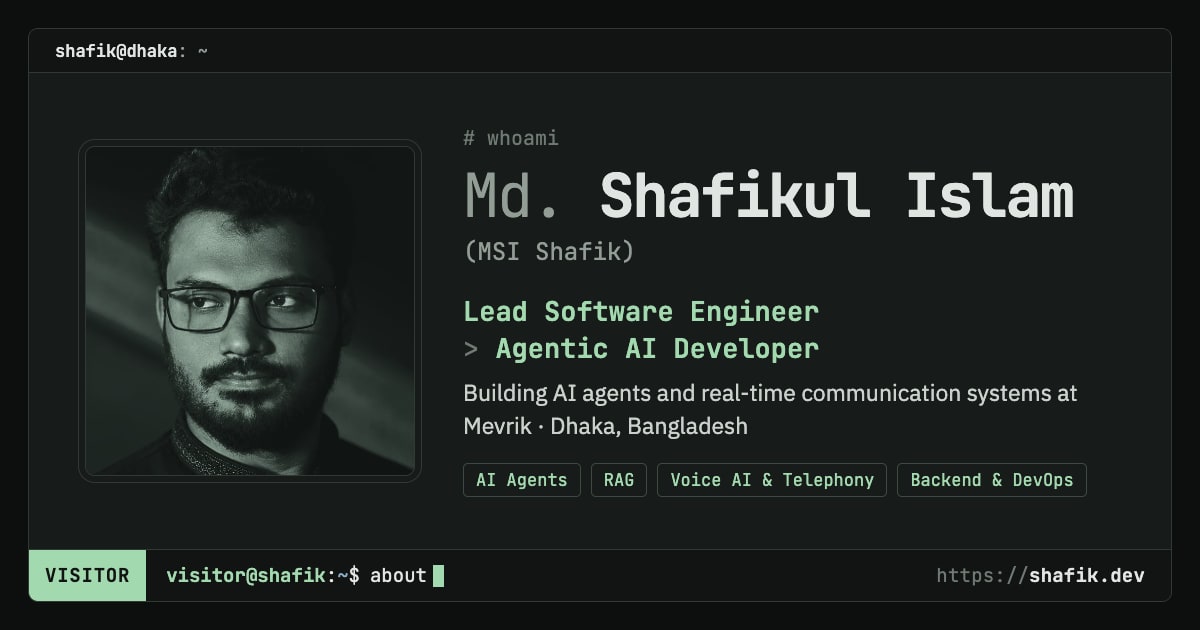 shafik@dhaka: ~
# whoami
Md. Shafikul Islam
(MSI Shafik)
Lead Software Engineer
> Agentic AI Developer
Building AI agents and real-time communication systems at
Mevrik · Dhaka, Bangladesh
AI Agents RAG Voice AI & Telephony Backend & DevOps
VISITOR visitor@shafik:~$ about https://shafik.dev